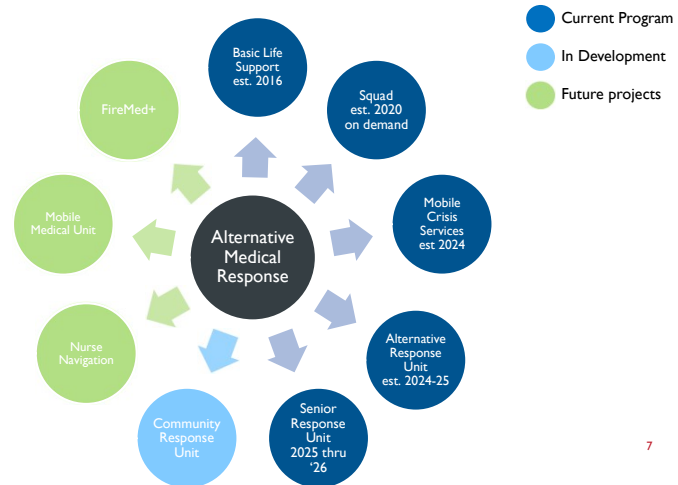 Current Program
In Development
Future projects
Basic Life
Support
est. 2016
Squad
est. 2020
on demand
Mobile
Crisis
Services
est 2024
Alternative
Response
Unit
est. 2024-25
Senior
Response
Unit
2025 thru
‘26
Community
Response
Unit
Nurse
Navigation
Mobile
Medical Unit
FireMed+
Alternative
Medical
Response
7